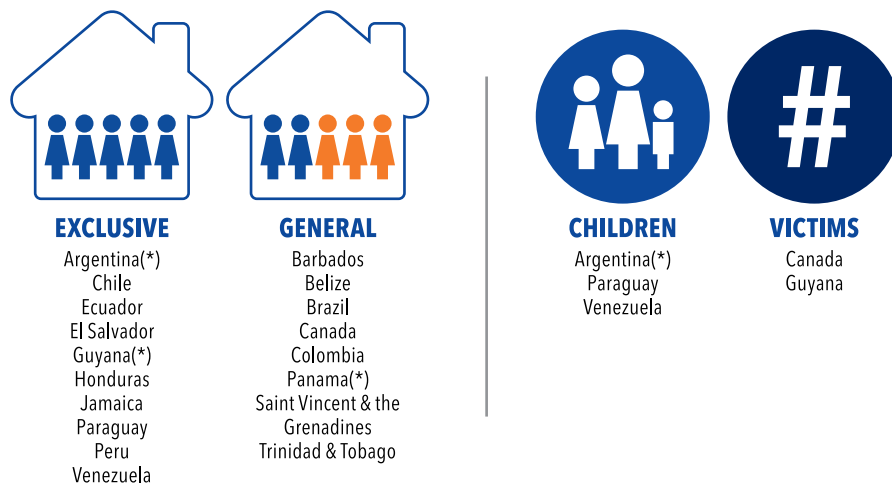 EXCLUSIVE
Argentina(*)
Chile
Ecuador
El Salvador
Guyana(*)
Honduras
Jamaica
Paraguay
Peru
Venezuela
GENERAL
Barbados
Belize
Brazil
Canada
Colombia
Panama(*)
Saint Vincent & the
Grenadines
Trinidad & Tobago
CHILDREN
Argentina(*)
Paraguay
Venezuela
#
VICTIMS
Canada
Guyana